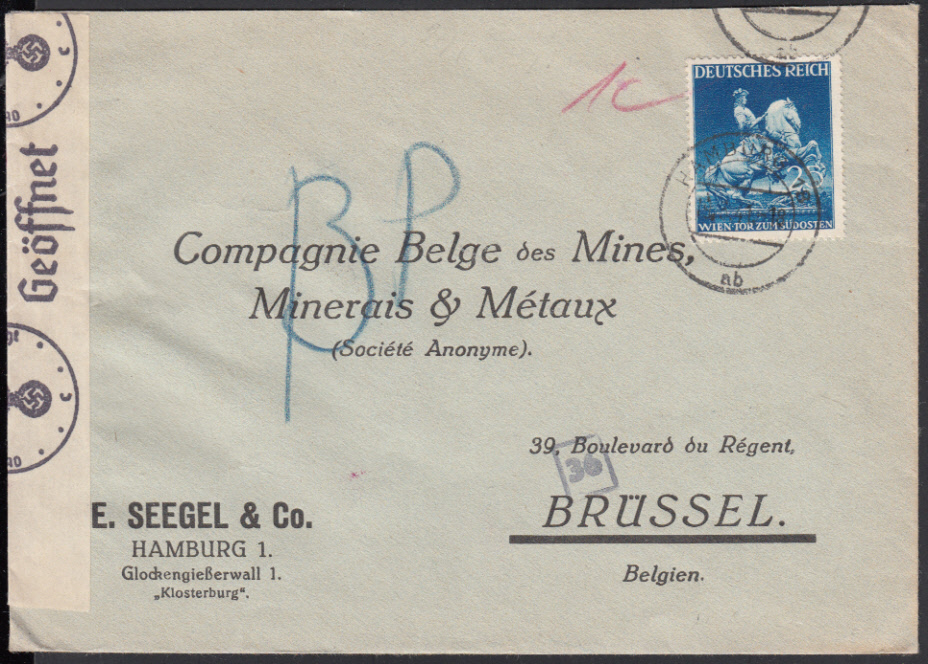 ab
1c
DEUTSCHES REICH
HAMBURG
WIEN·TOR ZUM SÜDOSTEN
ab
Geöffnet
BP
Compagnie Belge des Mines,
Minerais & Métaux
(Société Anonyme).
39, Boulevard du Régent,
36
BRÜSSEL.
Belgien.
E. SEEGEL & Co.
HAMBURG 1.
Glockengießerwall 1.
„Klosterburg".
c
c